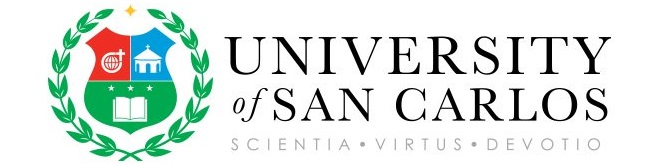 UNIVERSITY
of SAN CARLOS
SCIENTIA • VIRTUS • DEVOTIO